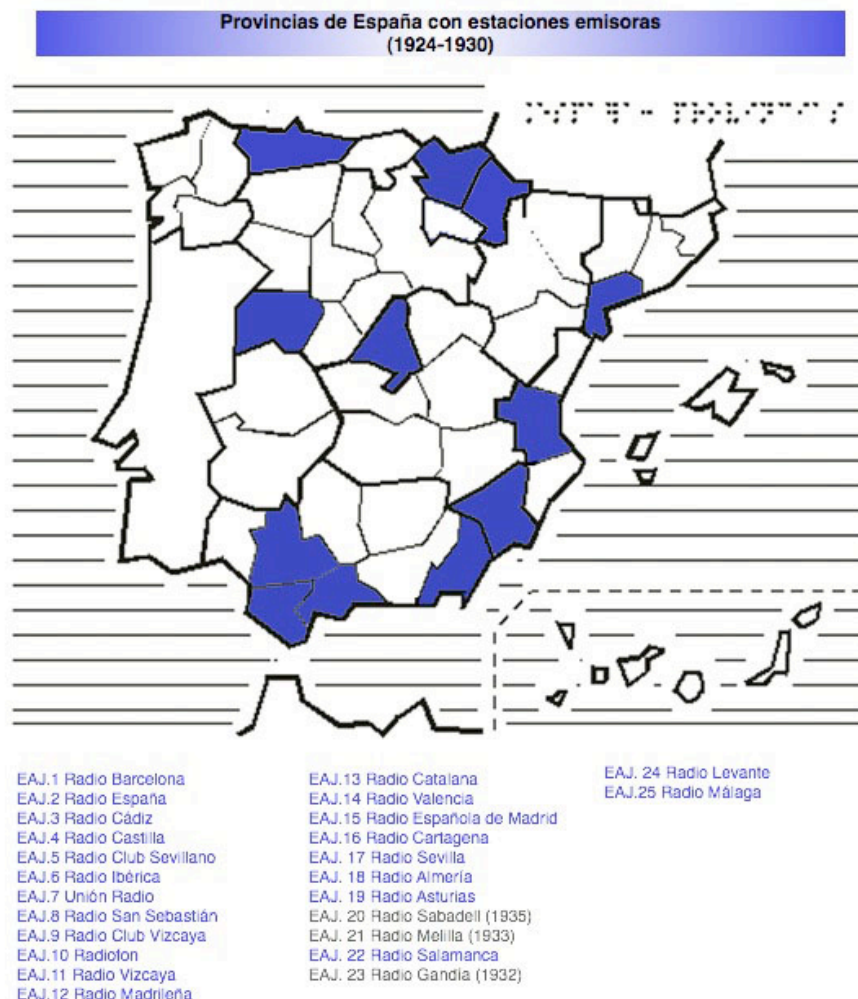 Provincias de España con estaciones emisoras
(1924-1930)
EAJ.1 Radio Barcelona
EAJ.2 Radio España
EAJ.3 Radio Cádiz
EAJ.4 Radio Castilla
EAJ.5 Radio Club Sevillano
EAJ.6 Radio Ibérica
EAJ.7 Unión Radio
EAJ.8 Radio San Sebastián
EAJ.9 Radio Club Vizcaya
EAJ.10 Radiofon
EAJ.11 Radio Vizcaya
EAJ.12 Radio Madrileña
EAJ.13 Radio Catalana
EAJ.14 Radio Valencia
EAJ.15 Radio Española de Madrid
EAJ.16 Radio Cartagena
EAJ. 17 Radio Sevilla
EAJ. 18 Radio Almería
EAJ. 19 Radio Asturias
EAJ. 20 Radio Sabadell (1935)
EAJ. 21 Radio Melilla (1933)
EAJ. 22 Radio Salamanca
EAJ. 23 Radio Gandía (1932)
EAJ. 24 Radio Levante
EAJ.25 Radio Málaga